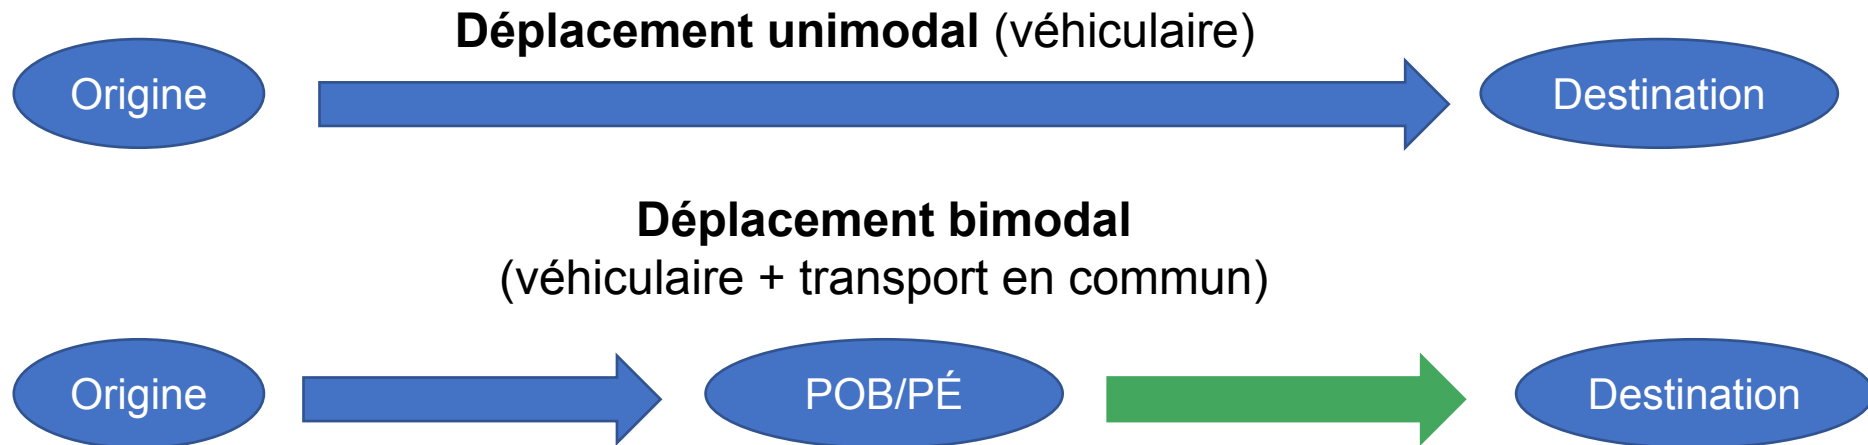 Déplacement unimodal (véhiculaire)
Origine
Destination
Déplacement bimodal
(véhiculaire + transport en commun)
Origine
POB/PÉ
Destination